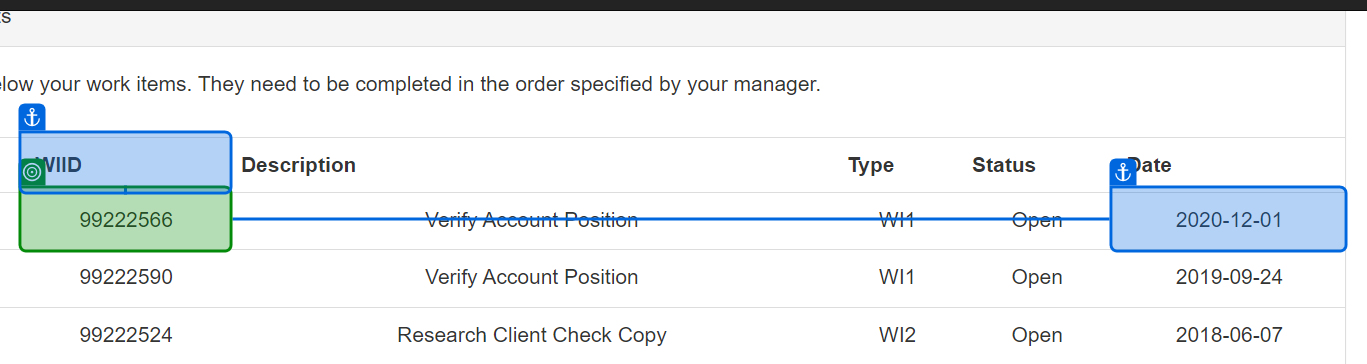 ks
elow your work items. They need to be completed in the order specified by your manager.
WIID Description Type Status Date
99222566 Verify Account Position WI1 Open 2020-12-01
99222590 Verify Account Position WI1 Open 2019-09-24
99222524 Research Client Check Copy WI2 Open 2018-06-07